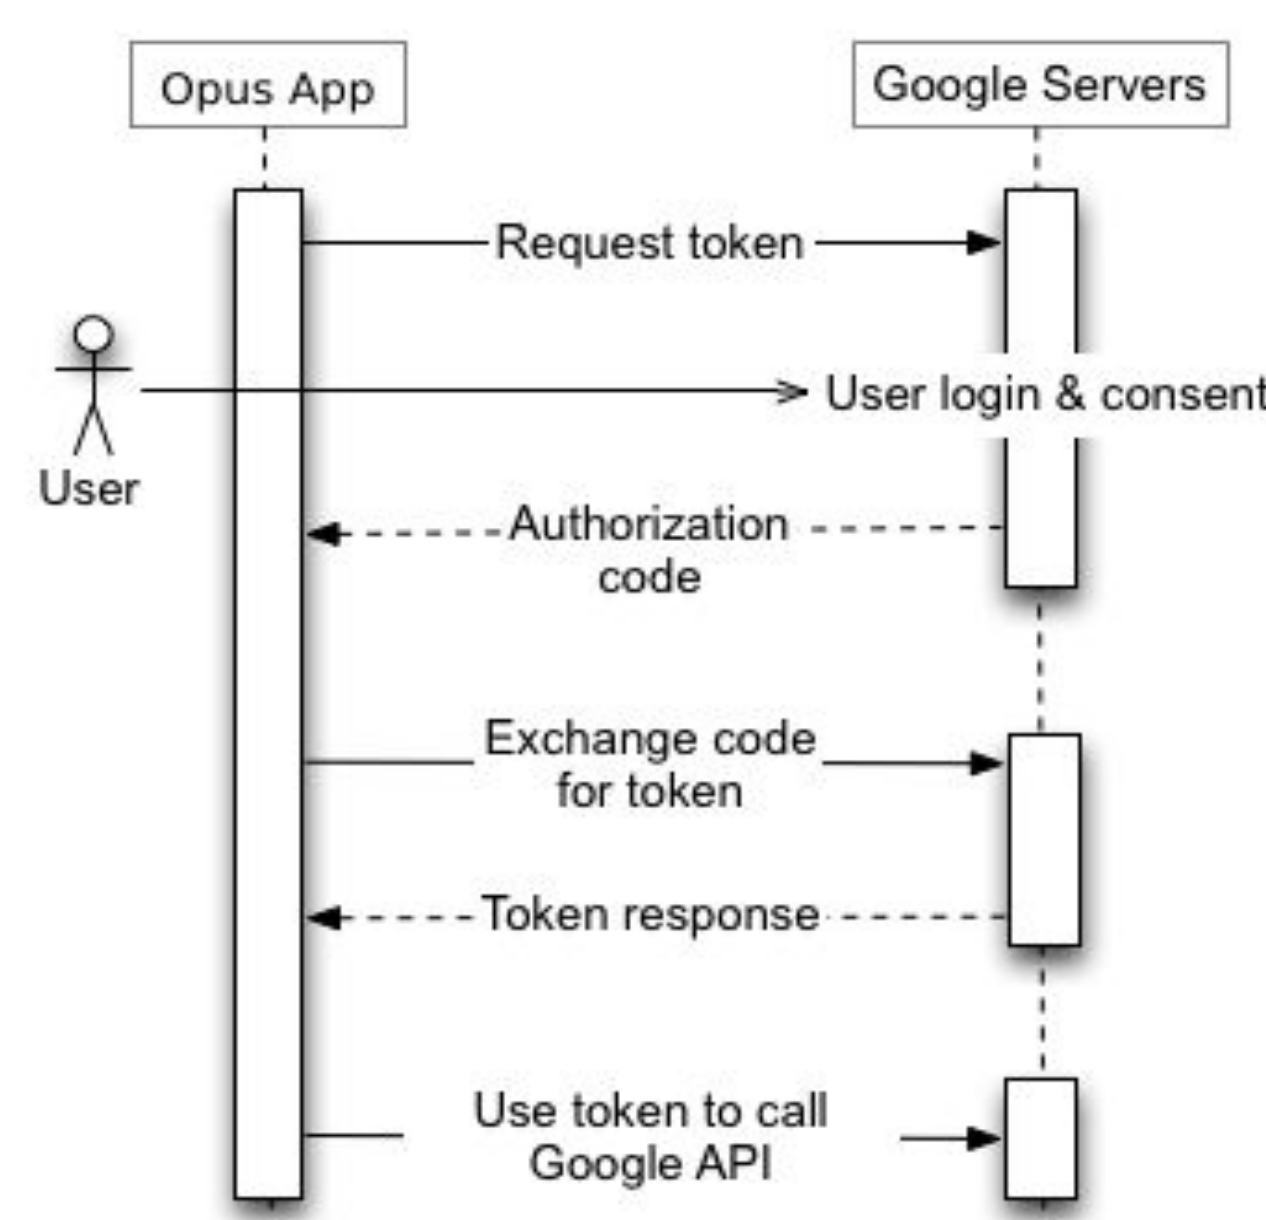 Opus App
Google Servers
Request token
User login & consent
User
Authorization
code
Exchange code
for token
Token response
Use token to call
Google API